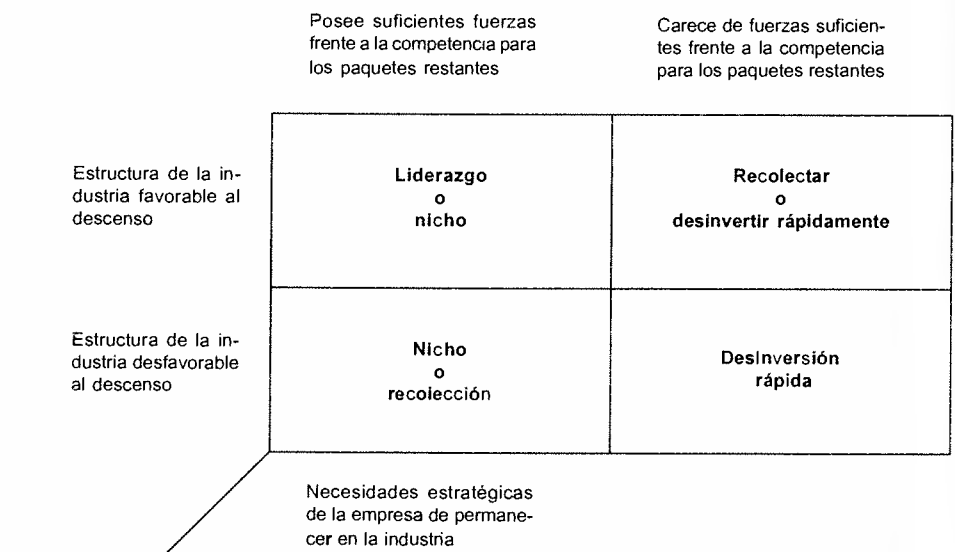 Posee suficientes fuerzas
frente a la competencia para
los paquetes restantes
Carece de fuerzas suficien-
tes frente a la competencia
para los paquetes restantes
Estructura de la in-
dustria favorable al
descenso
Liderazgo
o
nicho
Recolectar
o
desinvertir rápidamente
Estructura de la in-
dustria desfavorable
al descenso
Nicho
o
recolección
Desinversión
rápida
Necesidades estratégicas
de la empresa de permane-
cer en la industria